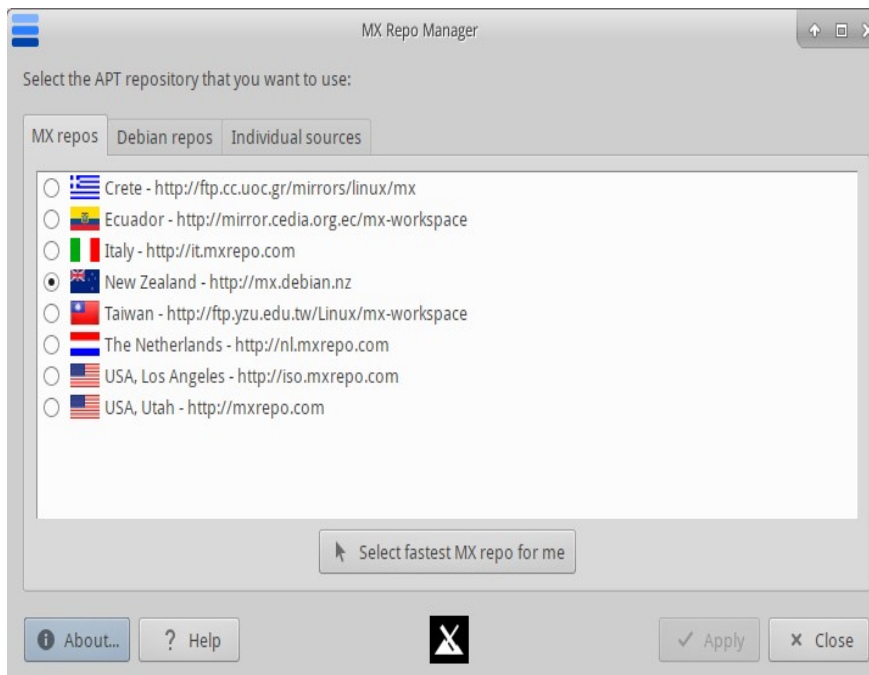 MX Repo Manager
Select the APT repository that you want to use:
MX repos Debian repos Individual sources
Crete - http://ftp.cc.uoc.gr/mirrors/linux/mx
Ecuador - http://mirror.cedia.org.ec/mx-workspace
Italy - http://it.mxrepo.com
New Zealand - http://mx.debian.nz
Taiwan - http://ftp.yzu.edu.tw/Linux/mx-workspace
The Netherlands - http://nl.mxrepo.com
USA, Los Angeles - http://iso.mxrepo.com
USA, Utah - http://mxrepo.com
Select fastest MX repo for me
About... ? Help Apply Close